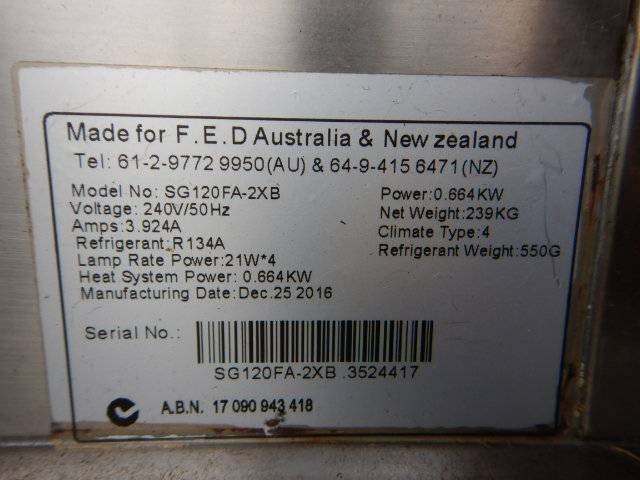 Made for F.E.D Australia & New zealand
Tel: 61-2-9772 9950(AU) & 64-9-415 6471(NZ)
Model No: SG120FA-2XB
Voltage: 240V/50Hz
Amps:3.924A
Refrigerant:R134A
Lamp Rate Power:21W*4
Heat System Power: 0.664KW
Manufacturing Date:Dec.25 2016
Power:0.664KW
Net Weight:239KG
Climate Type:4
Refrigerant Weight:550G
Serial No.:
SG120FA-2XB .3524417
A.B.N. 17 090 943 418